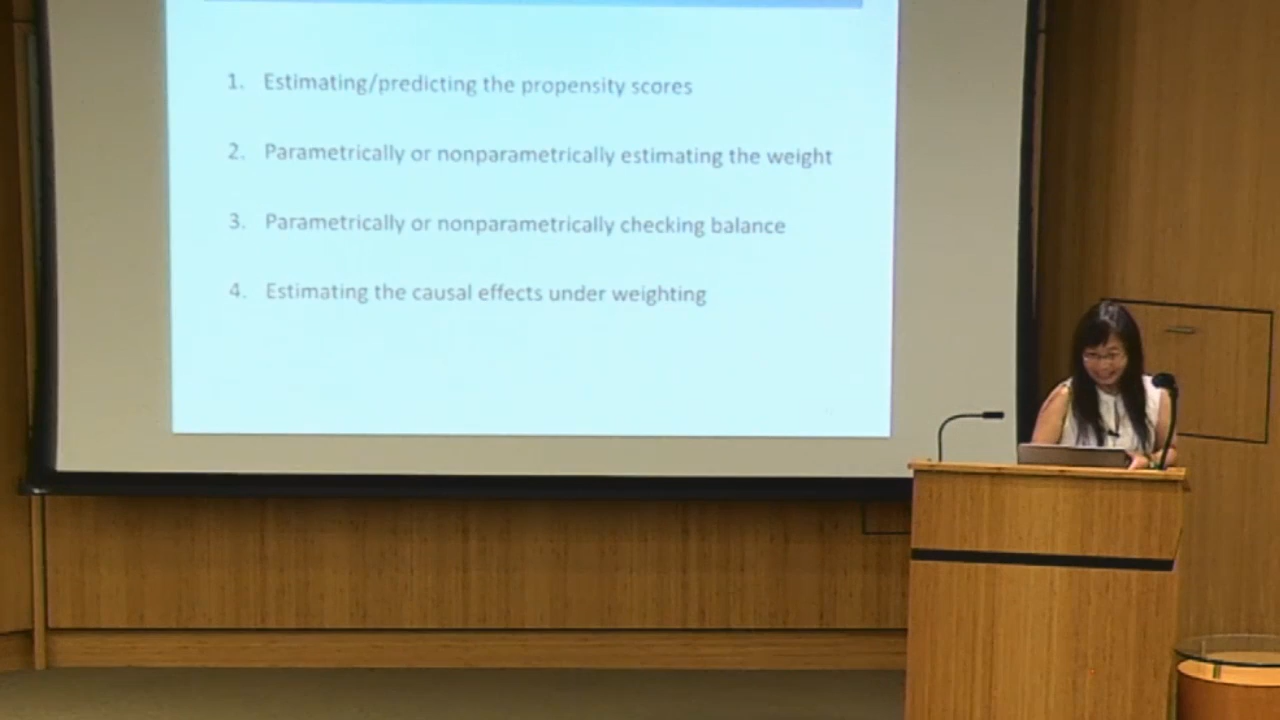 1. Estimating/predicting the propensity scores
2. Parametrically or nonparametrically estimating the weight
3. Parametrically or nonparametrically checking balance
4. Estimating the causal effects under weighting